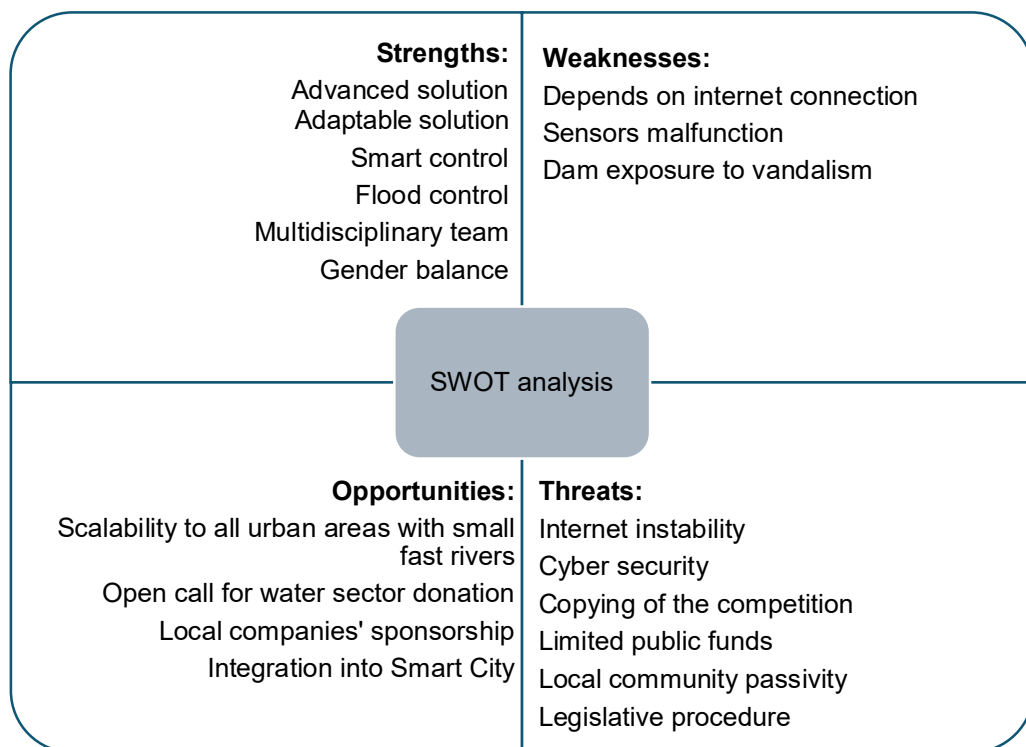 Strengths:
Advanced solution
Adaptable solution
Smart control
Flood control
Multidisciplinary team
Gender balance
Weaknesses:
Depends on internet connection
Sensors malfunction
Dam exposure to vandalism
SWOT analysis
Opportunities:
Scalability to all urban areas with small
fast rivers
Open call for water sector donation
Local companies' sponsorship
Integration into Smart City
Threats:
Internet instability
Cyber security
Copying of the competition
Limited public funds
Local community passivity
Legislative procedure